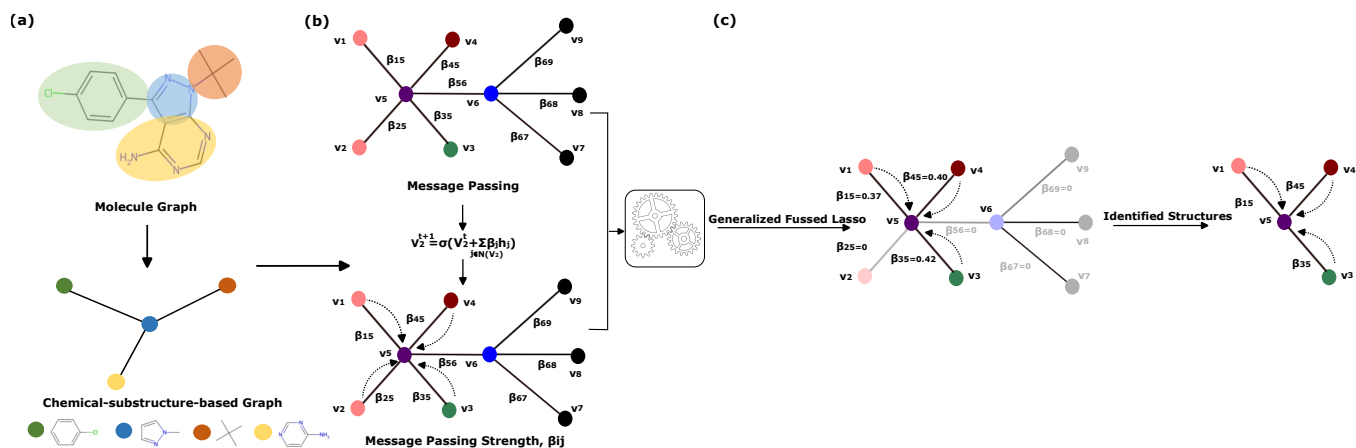 (a)
Cl
N
N
H₂N
N
N
Molecule Graph
Chemical-substructure-based Graph
Cl
N
N
N
N
NH₂
(b)
v1
v4
v9
β15
β45
β69
β56
v5
v6
β68
v8
β25
β35
β67
v2
v3
v7
Message Passing
V₂ᵗ⁺¹=σ(V₂ᵗ+Σβⱼhⱼ)
j∈N(V₂)
v1
v4
v9
β15
β45
β69
v5
β56
v6
β68
v8
β25
β35
β67
v2
v3
v7
Message Passing Strength, βij
(c)
Generalized Fussed Lasso
v1
v4
v9
β45=0.40
β15=0.37
β69=0
v5
v6
β56=0
β68=0
v8
β25=0
β35=0.42
β67=0
v2
v3
v7
Identified Structures
v1
v4
β45
β15
v5
β35
v3